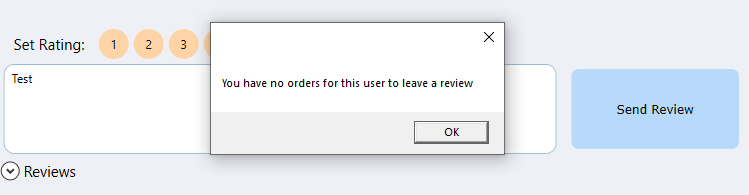 Set Rating: 1 2 3
You have no orders for this user to leave a review
OK
Test
Send Review
Reviews